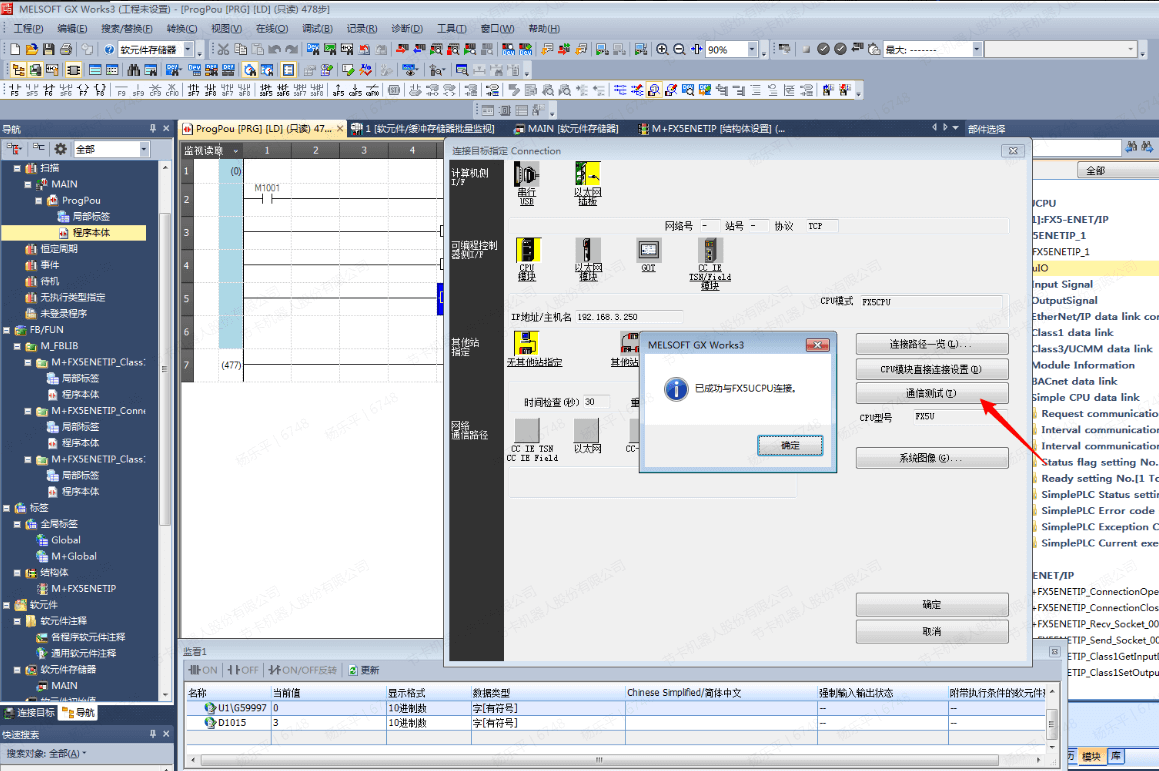 MELSOFT GX Works3 (工程未设置) - [ProgPou [PRG] [LD] (只读) 478步]
工程(P) 编辑(E) 搜索/替换(F) 转换(C) 视图(V) 在线(O) 调试(B) 记录(R) 诊断(D) 工具(T) 窗口(W) 帮助(H)
软元件存储器 90% 最大: -------
导航
ProgPou [PRG] [LD] (只读) 47...
1 [软元件/缓冲存储器批量监视]
MAIN [软元件存储器]
M+FX5ENETIP [结构体设置] (...
部件选择
全部
扫描
MAIN
ProgPou
局部标签
程序本体
恒定周期
事件
待机
无执行类型指定
未登录程序
FB/FUN
M_FBLIB
M+FX5ENETIP_Class:
局部标签
程序本体
M+FX5ENETIP_Conne
局部标签
程序本体
M+FX5ENETIP_Class:
局部标签
程序本体
标签
全局标签
Global
M+Global
结构体
M+FX5ENETIP
软元件
软元件注释
各程序软元件注释
通用软元件注释
软元件存储器
MAIN
连接目标
导航
快速搜索
搜索对象: 全部(A)
监视读取 1 2 3 4
1 (0)
2 M1001
3
4
5
6
7 (477)
连接目标指定 Connection
计算机侧
I/F
串行
USB
以太网
插板
网络号 - 站号 - 协议 TCP
可编程控制
器侧I/F
CPU
模块
以太网
模块
GOT
CC IE
TSN/Field
模块
CPU模式 FX5CPU
IP地址/主机名 192.168.3.250
其他站
指定
无其他站指定
其他站
时间检查(秒) 30
网络
通信路径
CC IE TSN
CC IE Field
以太网
CC-
MELSOFT GX Works3
已成功与FX5UCPU连接。
确定
连接路径一览(L)...
CPU模块直接连接设置(D)
通信测试(T)
CPU型号 FX5U
系统图像(G)...
确定
取消
全部
UCPU
1]:FX5-ENET/IP
5ENETIP_1
FX5ENETIP_1
uIO
Input Signal
OutputSignal
EtherNet/IP data link con
Class1 data link
Class3/UCMM data link
Module Information
BACnet data link
Simple CPU data link
Request communication
Interval communication
Interval communication
Status flag setting No.
Ready setting No.[1 To
SimplePLC Status settin
SimplePLC Error code
SimplePLC Exception C
SimplePLC Current exe
ENET/IP
+FX5ENETIP_ConnectionOpe
+FX5ENETIP_ConnectionClos
+FX5ENETIP_Recv_Socket_00
+FX5ENETIP_Send_Socket_00
+FX5ENETIP_Class1GetInputD
+FX5ENETIP_Class1SetOutpu
模块
库
监看1
ON OFF ON/OFF反转 更新
名称 当前值 显示格式 数据类型 Chinese Simplified/简体中文 强制输入输出状态 附带执行条件的软元件
U1\G59997 0 10进制数 字[有符号] -- --
D1015 3 10进制数 字[有符号] -- --